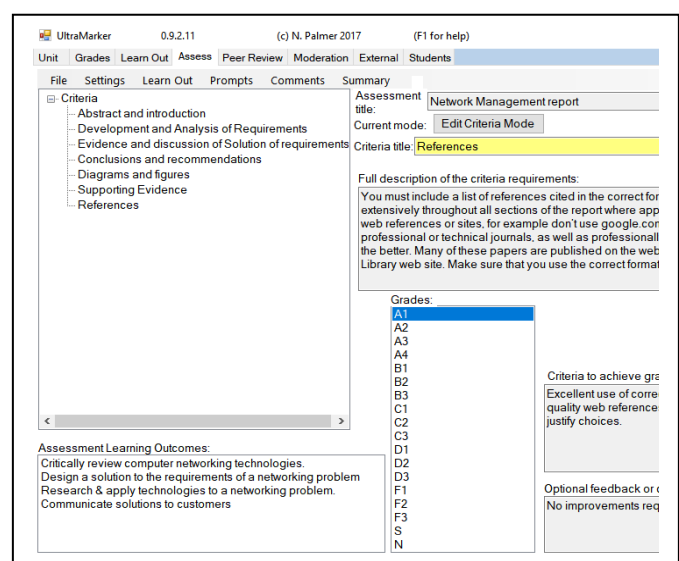 UltraMarker 0.9.2.11 (c) N. Palmer 2017 (F1 for help)
Unit Grades Learn Out Assess Peer Review Moderation External Students
File Settings Learn Out Prompts Comments Summary
Criteria
Abstract and introduction
Development and Analysis of Requirements
Evidence and discussion of Solution of requirements
Conclusions and recommendations
Diagrams and figures
Supporting Evidence
References
Assessment title:
Network Management report
Current mode: Edit Criteria Mode
Criteria title: References
Full description of the criteria requirements:
You must include a list of references cited in the correct for
extensively throughout all sections of the report where app
web references or sites, for example don't use google.con
professional or technical journals, as well as professionall
the better. Many of these papers are published on the web
Library web site. Make sure that you use the correct format
Grades:
A1
A2
A3
A4
B1
B2
B3
C1
C2
C3
D1
D2
D3
F1
F2
F3
S
N
Criteria to achieve gra
Excellent use of corre
quality web reference
justify choices.
Optional feedback or
No improvements req
Assessment Learning Outcomes:
Critically review computer networking technologies.
Design a solution to the requirements of a networking problem
Research & apply technologies to a networking problem.
Communicate solutions to customers